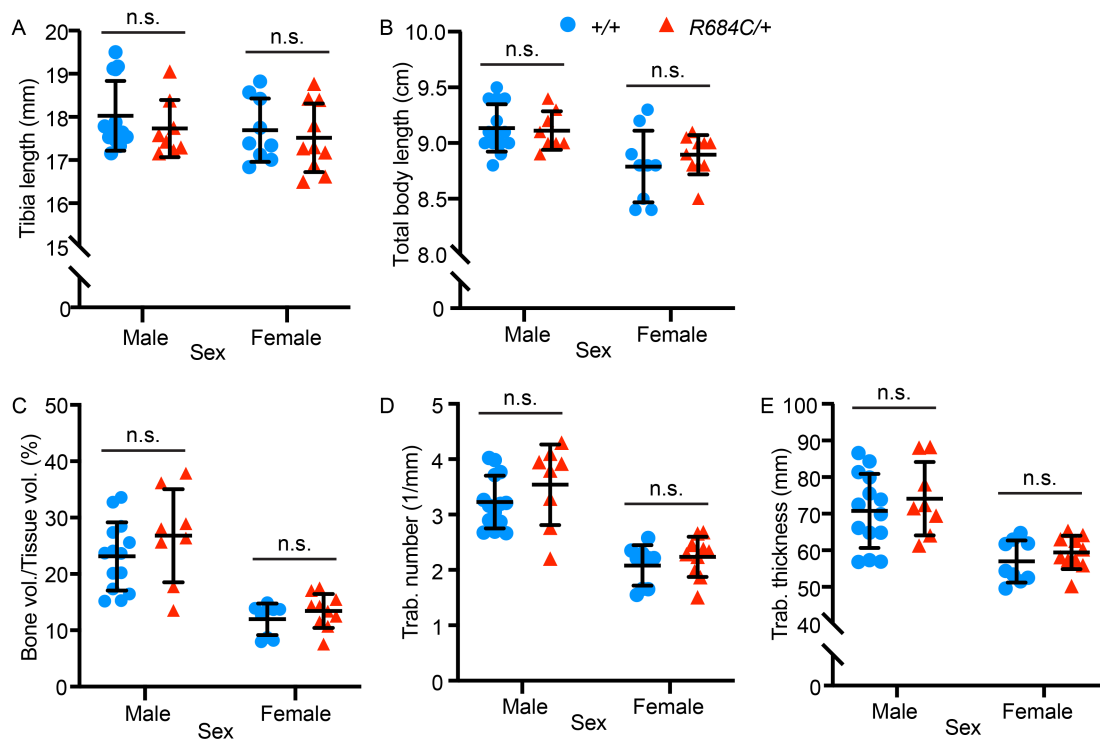 A
Tibia length (mm)
20
19
18
17
16
15
0
n.s.
n.s.
Male
Female
Sex
B
+/+
R684C/+
Total body length (cm)
10.0
9.5
9.0
8.5
8.0
0
n.s.
n.s.
Male
Female
Sex
C
Bone vol./Tissue vol. (%)
50
40
30
20
10
0
n.s.
n.s.
Male
Female
Sex
D
Trab. number (1/mm)
5
4
3
2
1
0
n.s.
n.s.
Male
Female
Sex
E
Trab. thickness (mm)
100
90
80
70
60
50
40
0
n.s.
n.s.
Male
Female
Sex